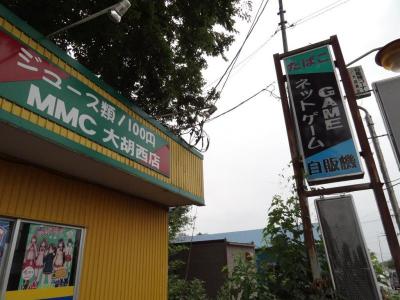 ジュース類/100円
MMC 大胡西店
たばこ
GAME
ネットゲーム
自販機